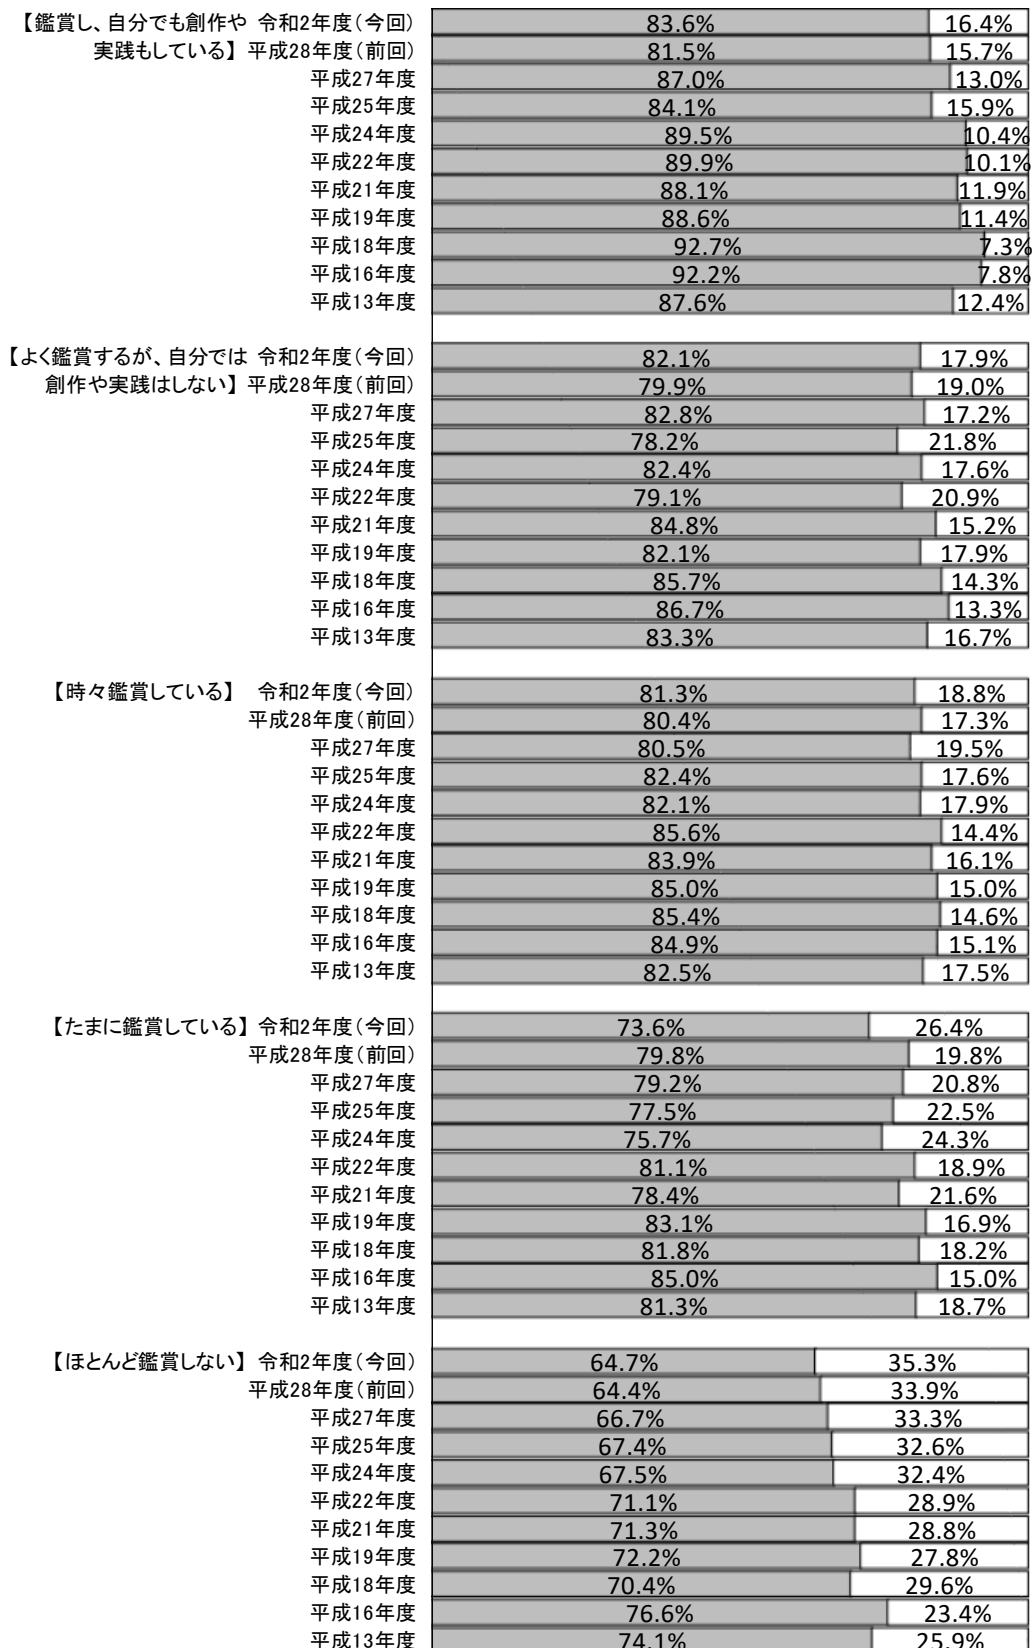 【鑑賞し、自分でも創作や 令和2年度（今回） 83.6% 16.4%
実践もしている】 平成28年度（前回） 81.5% 15.7%
平成27年度 87.0% 13.0%
平成25年度 84.1% 15.9%
平成24年度 89.5% 10.4%
平成22年度 89.9% 10.1%
平成21年度 88.1% 11.9%
平成19年度 88.6% 11.4%
平成18年度 92.7% 7.3%
平成16年度 92.2% 7.8%
平成13年度 87.6% 12.4%
【よく鑑賞するが、自分では 令和2年度（今回） 82.1% 17.9%
創作や実践はしない】 平成28年度（前回） 79.9% 19.0%
平成27年度 82.8% 17.2%
平成25年度 78.2% 21.8%
平成24年度 82.4% 17.6%
平成22年度 79.1% 20.9%
平成21年度 84.8% 15.2%
平成19年度 82.1% 17.9%
平成18年度 85.7% 14.3%
平成16年度 86.7% 13.3%
平成13年度 83.3% 16.7%
【時々鑑賞している】 令和2年度（今回） 81.3% 18.8%
平成28年度（前回） 80.4% 17.3%
平成27年度 80.5% 19.5%
平成25年度 82.4% 17.6%
平成24年度 82.1% 17.9%
平成22年度 85.6% 14.4%
平成21年度 83.9% 16.1%
平成19年度 85.0% 15.0%
平成18年度 85.4% 14.6%
平成16年度 84.9% 15.1%
平成13年度 82.5% 17.5%
【たまに鑑賞している】 令和2年度（今回） 73.6% 26.4%
平成28年度（前回） 79.8% 19.8%
平成27年度 79.2% 20.8%
平成25年度 77.5% 22.5%
平成24年度 75.7% 24.3%
平成22年度 81.1% 18.9%
平成21年度 78.4% 21.6%
平成19年度 83.1% 16.9%
平成18年度 81.8% 18.2%
平成16年度 85.0% 15.0%
平成13年度 81.3% 18.7%
【ほとんど鑑賞しない】 令和2年度（今回） 64.7% 35.3%
平成28年度（前回） 64.4% 33.9%
平成27年度 66.7% 33.3%
平成25年度 67.4% 32.6%
平成24年度 67.5% 32.4%
平成22年度 71.1% 28.9%
平成21年度 71.3% 28.8%
平成19年度 72.2% 27.8%
平成18年度 70.4% 29.6%
平成16年度 76.6% 23.4%
平成13年度 74.1% 25.9%